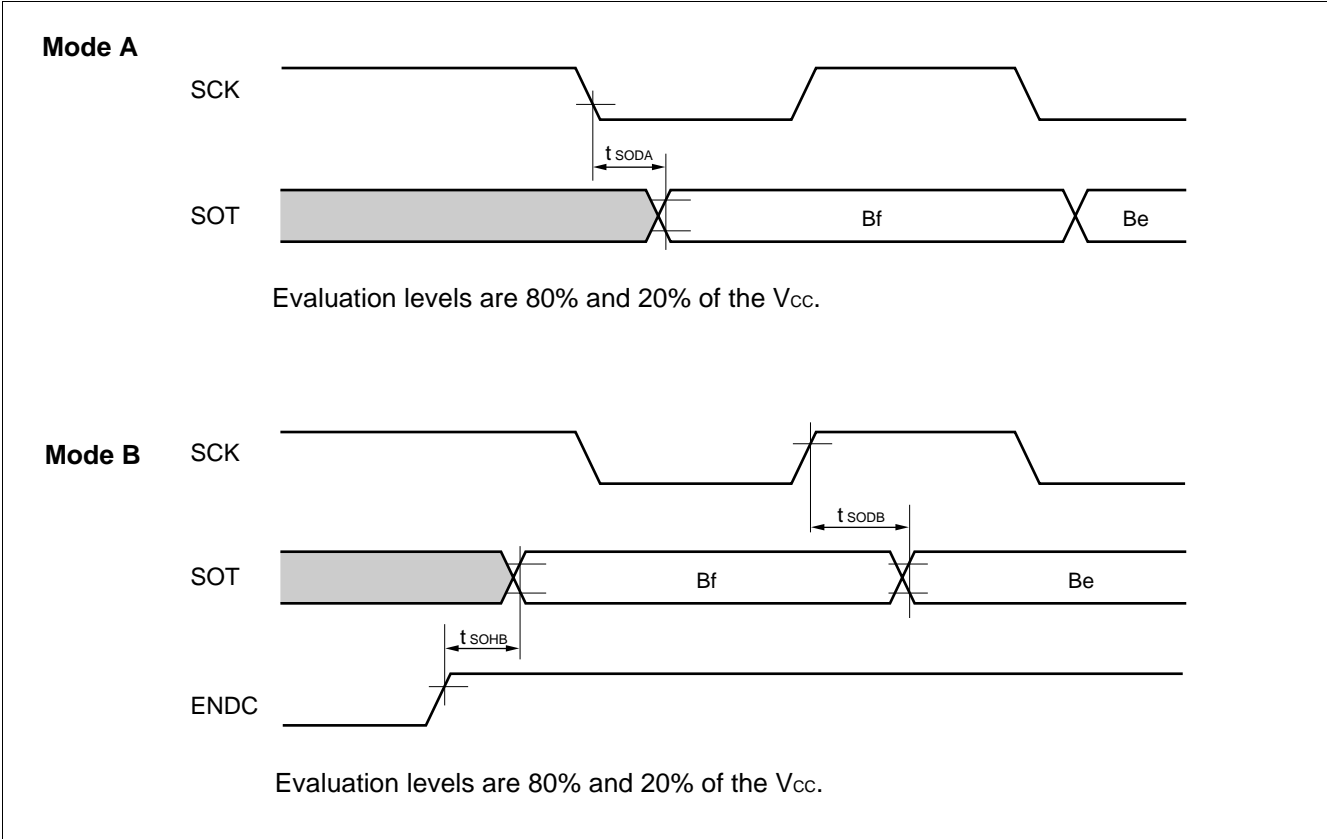 Mode A
SCK
t SODA
SOT
Bf
Be
Evaluation levels are 80% and 20% of the Vcc.
Mode B
SCK
t SODB
SOT
Bf
Be
t SOHB
ENDC
Evaluation levels are 80% and 20% of the Vcc.